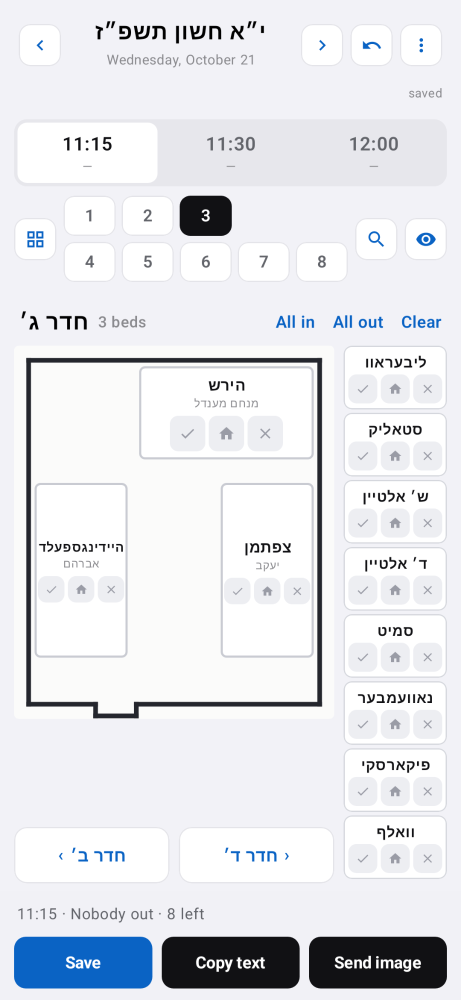 י״א חשון תשפ״ז
Wednesday, October 21
saved
11:15 11:30 12:00
– – –
1 2 3
4 5 6 7 8
חדר ג׳ 3 beds All in All out Clear
הירש
מנחם מענדל
היידינגספעלד
אברהם
צפתמן
יעקב
ליבעראוו
סטאליק
ש׳ אלטיין
ד׳ אלטיין
סמיט
נאוועמבער
פיקארסקי
וואלף
‹ חדר ב׳
חדר ד׳ ›
11:15 · Nobody out · 8 left
Save Copy text Send image